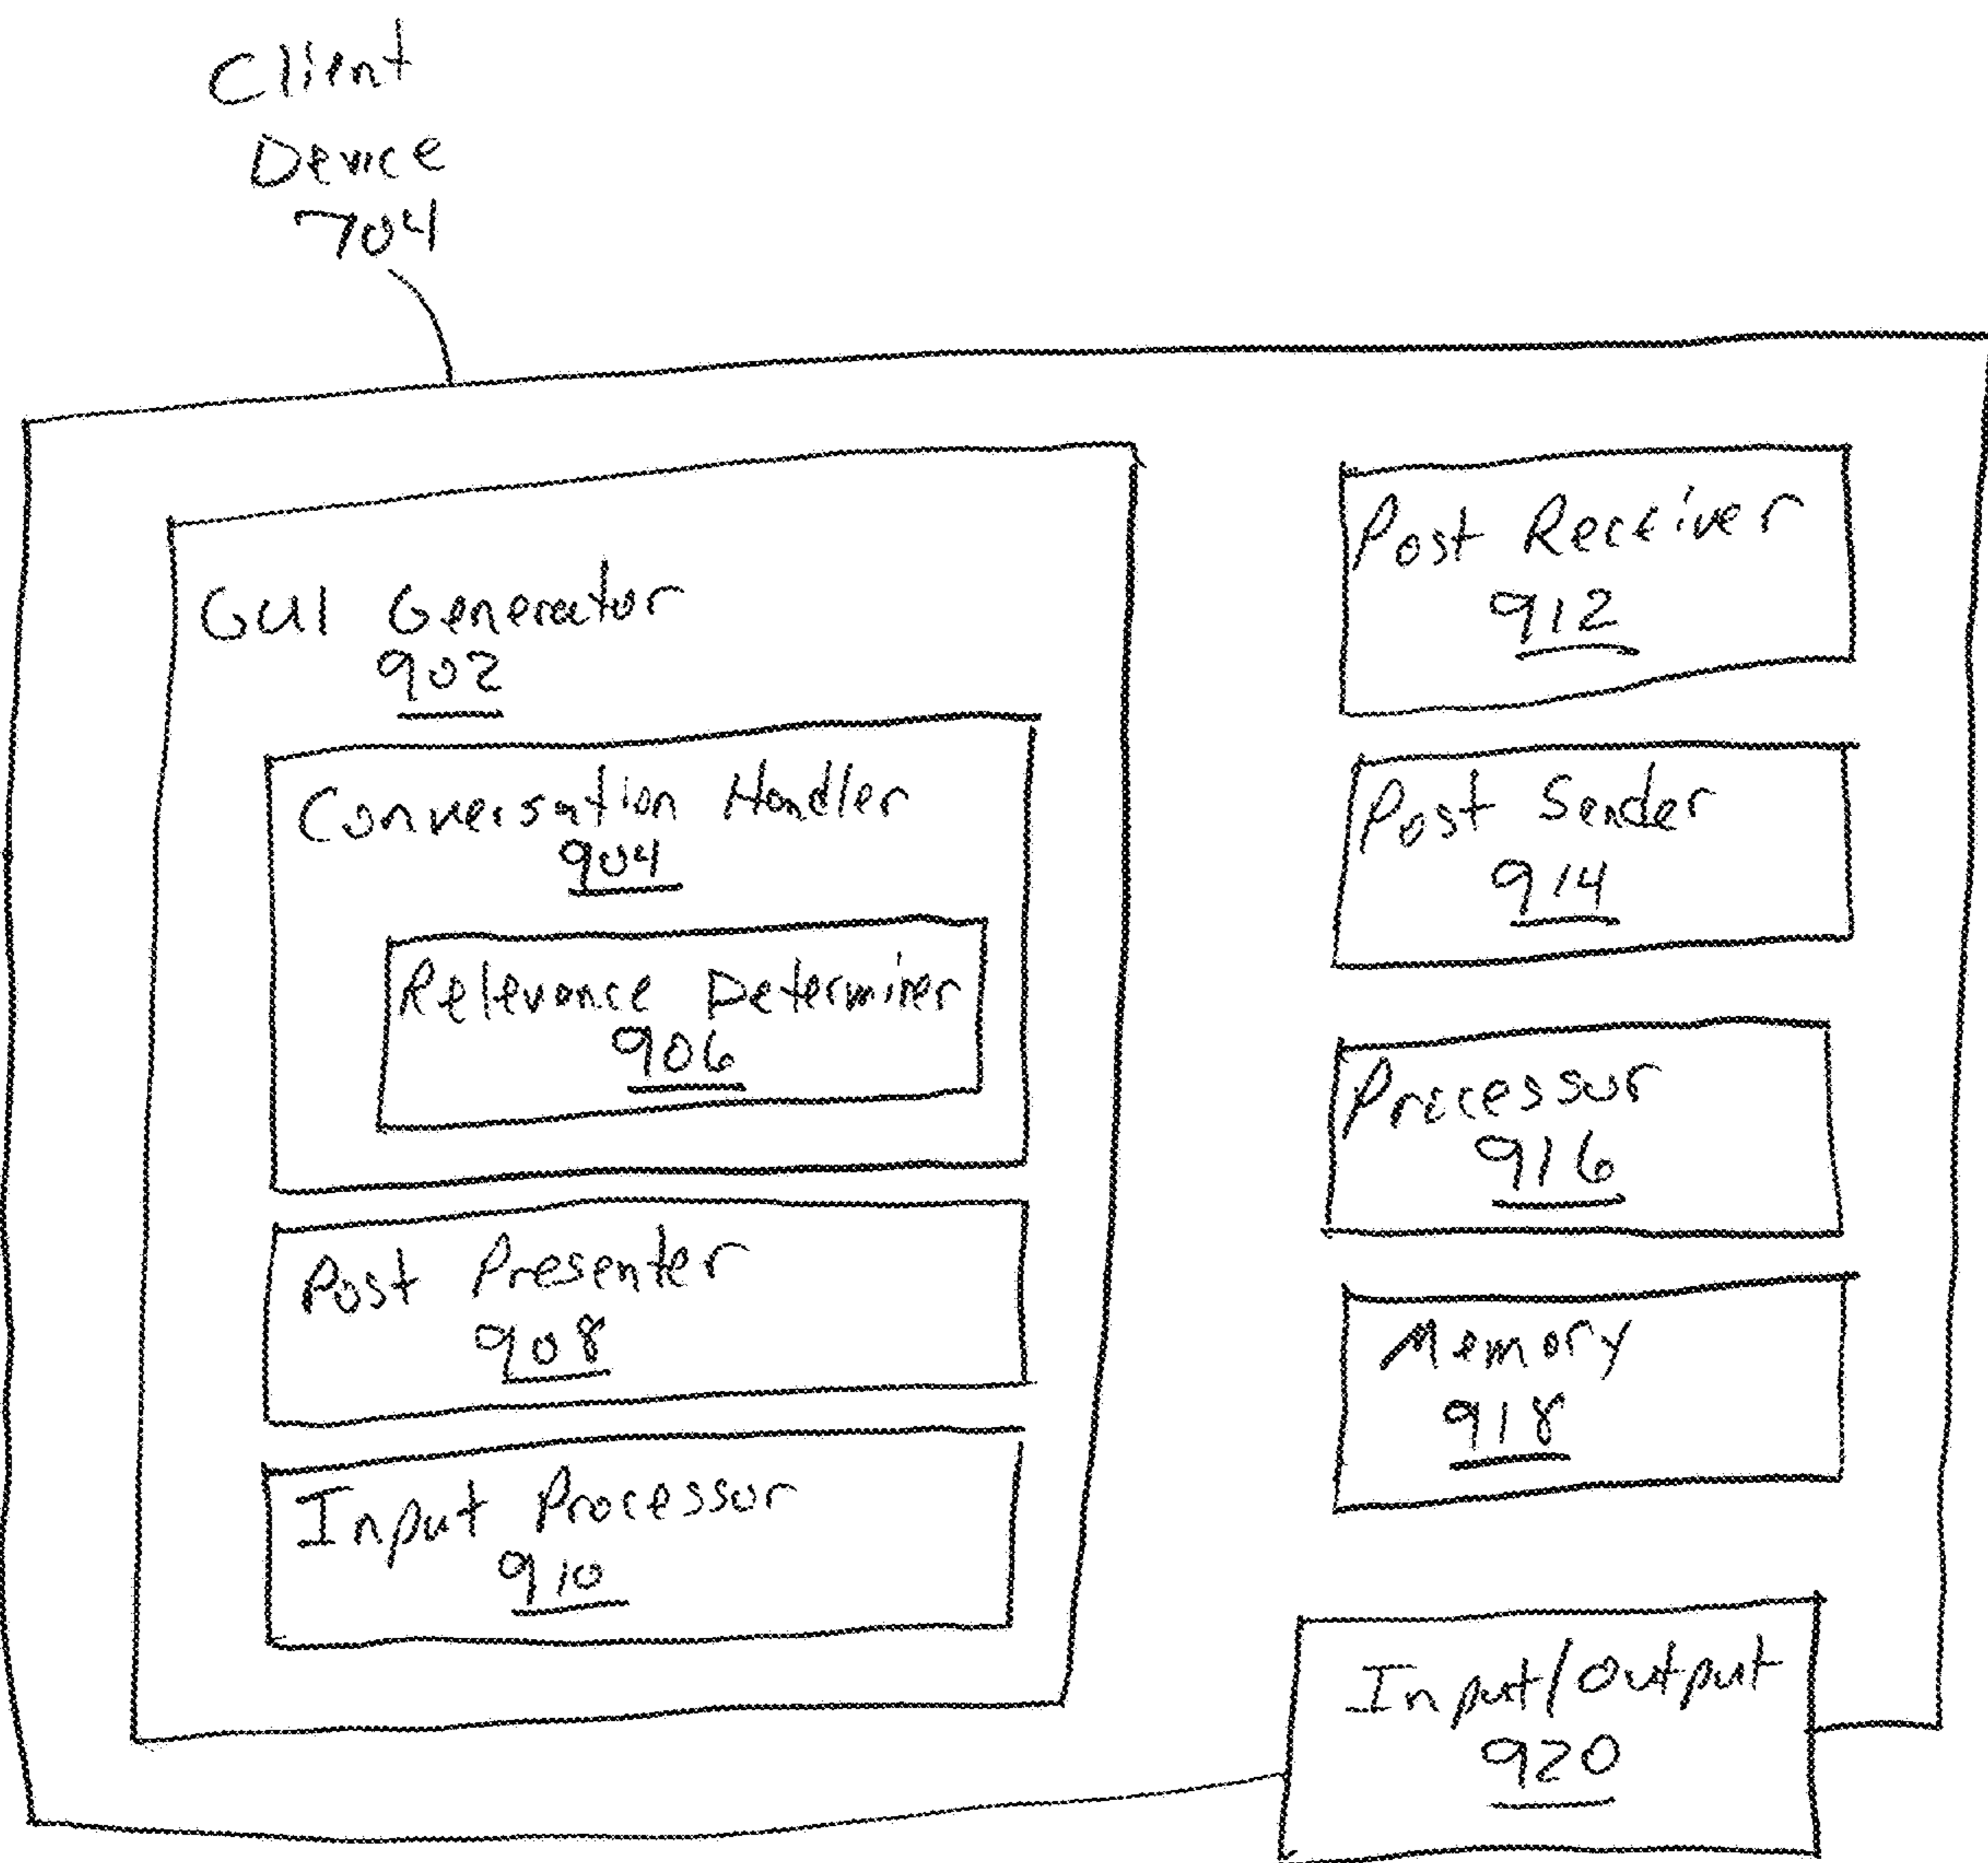 Client
Device
704
GUI Generator
902
Conversation Handler
904
Relevance Determiner
906
Post Presenter
908
Input Processor
910
Post Receiver
912
Post Sender
914
Processor
916
Memory
918
Input/Output
920